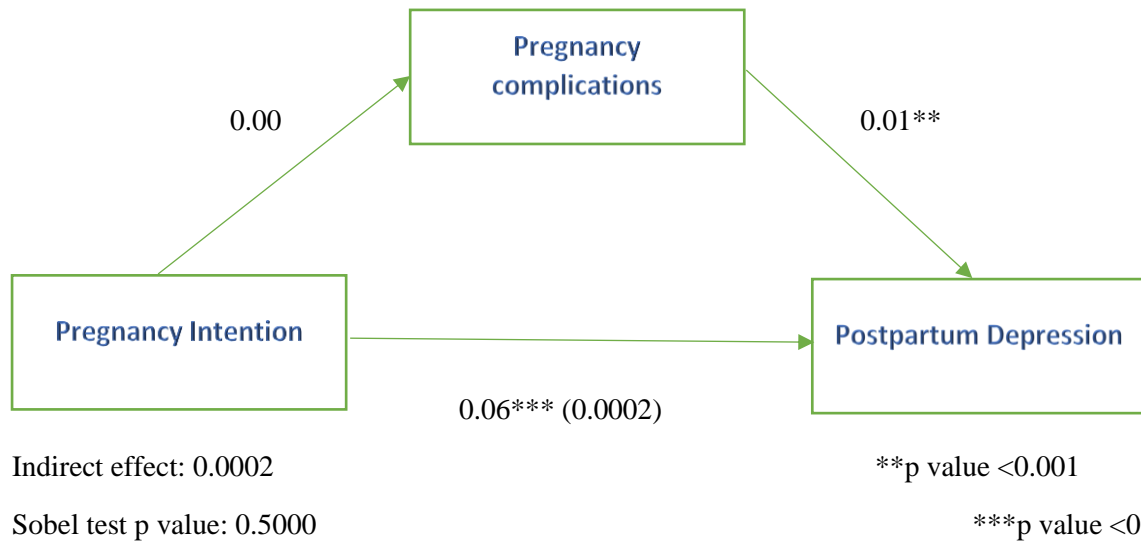 Pregnancy
complications
0.00
0.01**
Pregnancy Intention
Postpartum Depression
0.06*** (0.0002)
Indirect effect: 0.0002
**p value <0.001
Sobel test p value: 0.5000
***p value <0